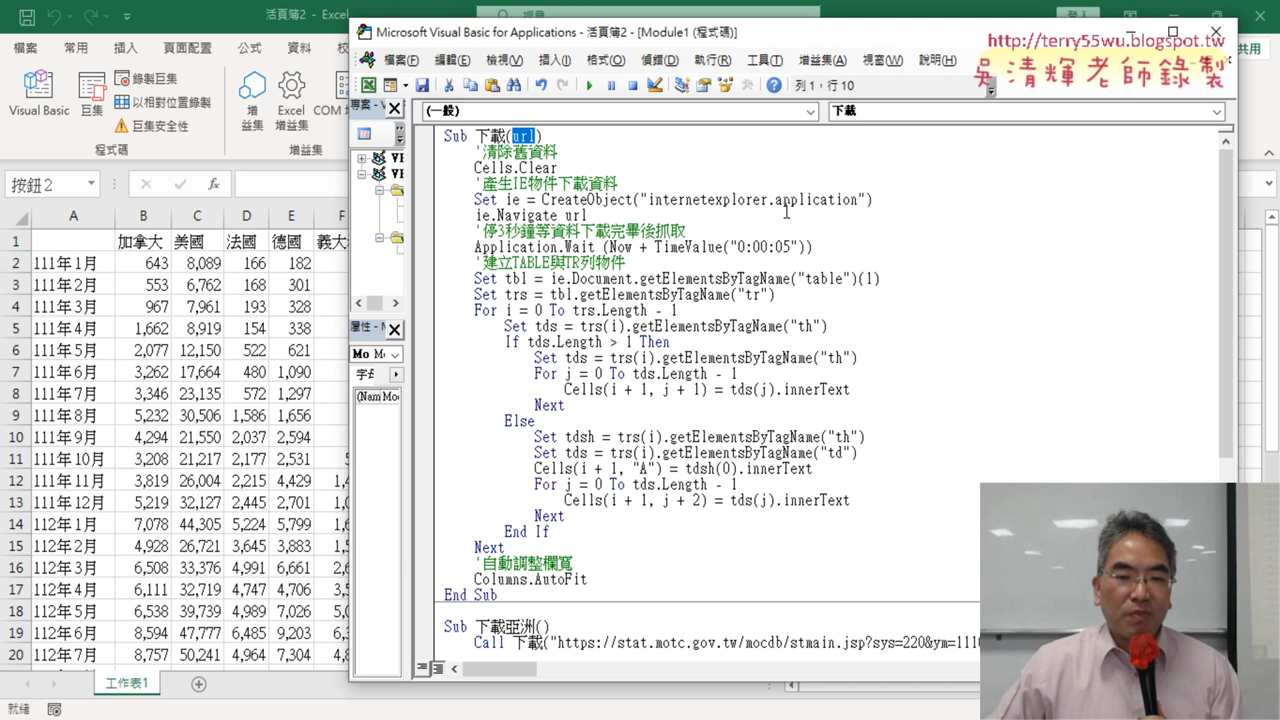 活頁簿2 - Excel
搜尋
登入
檔案 常用 插入 頁面配置 公式 資料
共用
Visual Basic
巨集
錄製巨集
以相對位置錄製
巨集安全性
程式碼
增益集
Excel 增益集
COM
增益集
按鈕2
fx
A B C D E F
1 加拿大 美國 法國 德國 義大
2 111年1月 643 8,089 166 182
3 111年2月 553 6,762 168 301
4 111年3月 967 7,961 193 328
5 111年4月 1,662 8,919 154 338
6 111年5月 2,077 12,150 522 621
7 111年6月 3,262 17,664 480 1,090
8 111年7月 3,346 23,135 572 1,297
9 111年8月 5,232 30,506 1,586 1,656
10 111年9月 4,294 21,550 2,037 2,594
11 111年10月 3,208 21,217 2,177 2,531
12 111年11月 3,819 26,004 2,215 4,429
13 111年12月 5,219 32,127 2,445 2,701
14 112年1月 7,078 44,305 5,224 5,799
15 112年2月 4,928 26,721 3,645 3,883
16 112年3月 6,508 33,376 4,991 6,661
17 112年4月 6,111 32,719 4,747 4,706
18 112年5月 6,538 39,739 4,989 7,026
19 112年6月 8,594 47,777 6,485 9,203
20 112年7月 8,757 50,241 4,964 7,304
工作表1
就緒
Microsoft Visual Basic for Applications - 活頁簿2 - [Module1 (程式碼)]
檔案(F) 編輯(E) 檢視(V) 插入(I) 格式(O) 偵錯(D) 執行(R) 工具(T) 增益集(A) 視窗(W) 說明(H)
列 1，行 10
http://terry55wu.blogspot.tw
吳清輝老師錄製
專案 - V
屬性 - M
Mo M
字母
(Nam Mo
(一般)
下載
Sub 下載(url)
'清除舊資料
Cells.Clear
'產生IE物件下載資料
Set ie = CreateObject("internetexplorer.application")
ie.Navigate url
'停3秒鐘等資料下載完畢後抓取
Application.Wait (Now + TimeValue("0:00:05"))
'建立TABLE與TR列物件
Set tbl = ie.Document.getElementsByTagName("table")(1)
Set trs = tbl.getElementsByTagName("tr")
For i = 0 To trs.Length - 1
Set tds = trs(i).getElementsByTagName("th")
If tds.Length > 1 Then
Set tds = trs(i).getElementsByTagName("th")
For j = 0 To tds.Length - 1
Cells(i + 1, j + 1) = tds(j).innerText
Next
Else
Set tdsh = trs(i).getElementsByTagName("th")
Set tds = trs(i).getElementsByTagName("td")
Cells(i + 1, "A") = tdsh(0).innerText
For j = 0 To tds.Length - 1
Cells(i + 1, j + 2) = tds(j).innerText
Next
End If
Next
'自動調整欄寬
Columns.AutoFit
End Sub
Sub 下載亞洲()
Call 下載("https://stat.motc.gov.tw/mocdb/stmain.jsp?sys=220&ym=1110